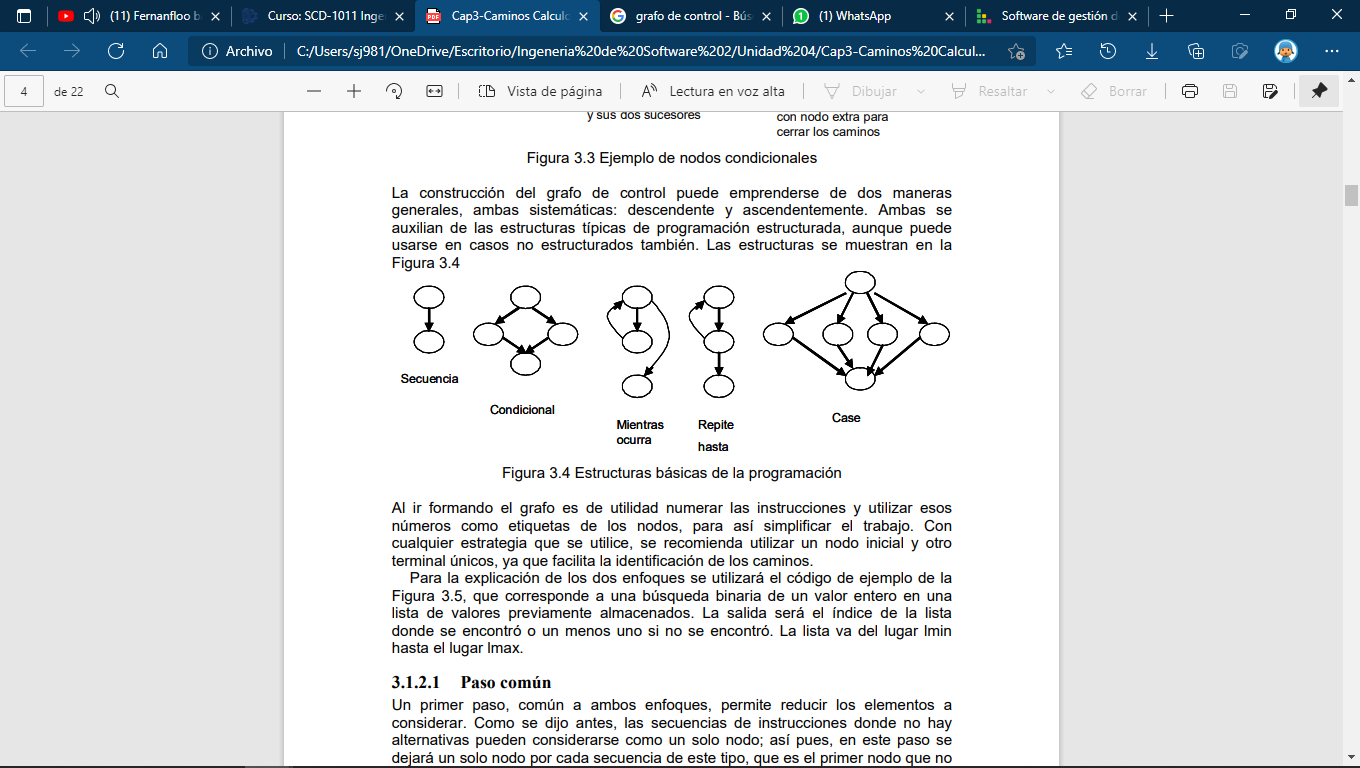 (11) Fernanfloo b
Curso: SCD-1011 Inge
Cap3-Caminos Calcul
grafo de control - Bús
(1) WhatsApp
Software de gestión d
Archivo
C:/Users/sj981/OneDrive/Escritorio/Ingeneria%20de%20Software%202/Unidad%204/Cap3-Caminos%20Calcul...
4
de 22
Vista de página
Lectura en voz alta
Dibujar
Resaltar
Borrar
y sus dos sucesores
con nodo extra para
cerrar los caminos
Figura 3.3 Ejemplo de nodos condicionales
La construcción del grafo de control puede emprenderse de dos maneras
generales, ambas sistemáticas: descendente y ascendentemente. Ambas se
auxilian de las estructuras típicas de programación estructurada, aunque puede
usarse en casos no estructurados también. Las estructuras se muestran en la
Figura 3.4
Secuencia
Condicional
Mientras
ocurra
Repite
hasta
Case
Figura 3.4 Estructuras básicas de la programación
Al ir formando el grafo es de utilidad numerar las instrucciones y utilizar esos
números como etiquetas de los nodos, para así simplificar el trabajo. Con
cualquier estrategia que se utilice, se recomienda utilizar un nodo inicial y otro
terminal únicos, ya que facilita la identificación de los caminos.
Para la explicación de los dos enfoques se utilizará el código de ejemplo de la
Figura 3.5, que corresponde a una búsqueda binaria de un valor entero en una
lista de valores previamente almacenados. La salida será el índice de la lista
donde se encontró o un menos uno si no se encontró. La lista va del lugar lmin
hasta el lugar lmax.
3.1.2.1 Paso común
Un primer paso, común a ambos enfoques, permite reducir los elementos a
considerar. Como se dijo antes, las secuencias de instrucciones donde no hay
alternativas pueden considerarse como un solo nodo; así pues, en este paso se
dejará un solo nodo por cada secuencia de este tipo, que es el primer nodo que no